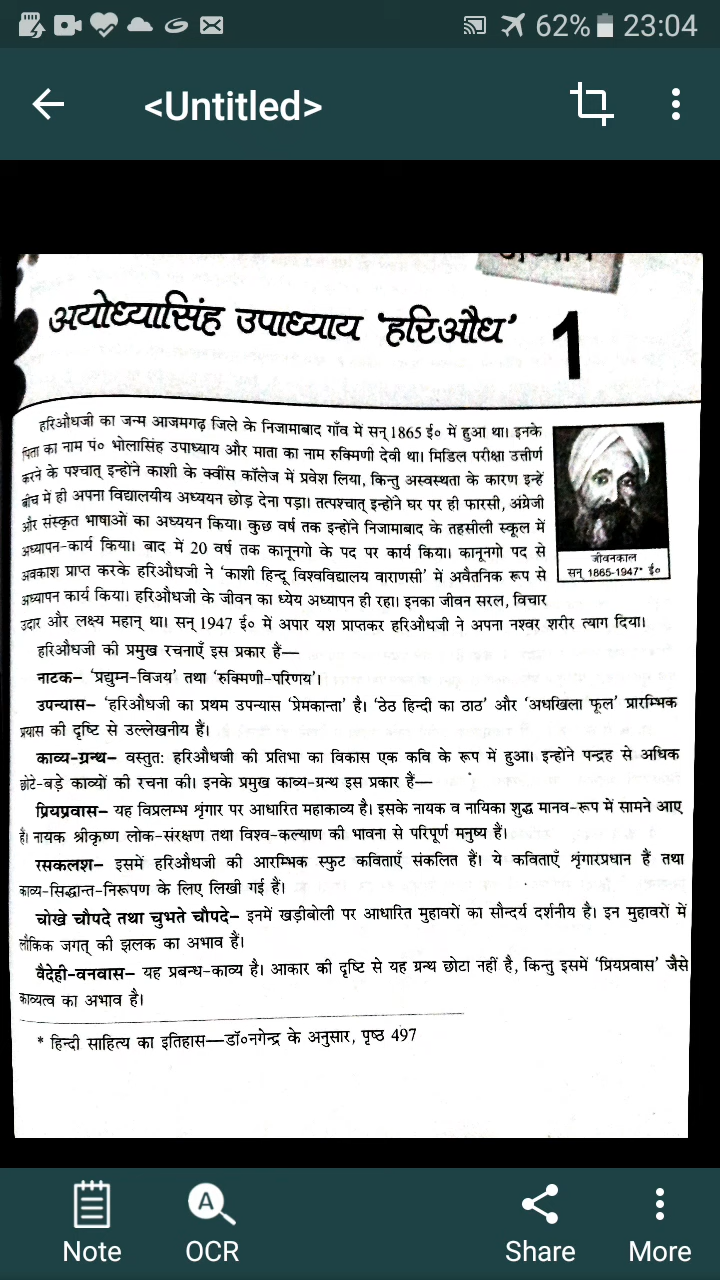 62% 23:04
<Untitled>
अध्याय
अयोध्यासिंह उपाध्याय 'हरिऔध' 1
हरिऔधजी का जन्म आजमगढ़ जिले के निजामाबाद गाँव में सन् 1865 ई० में हुआ था। इनके
पिता का नाम पं० भोलासिंह उपाध्याय और माता का नाम रुक्मिणी देवी था। मिडिल परीक्षा उत्तीर्ण
करने के पश्चात् इन्होंने काशी के क्वींस कॉलेज में प्रवेश लिया, किन्तु अस्वस्थता के कारण इन्हें
बीच में ही अपना विद्यालयीय अध्ययन छोड़ देना पड़ा। तत्पश्चात् इन्होंने घर पर ही फारसी, अंग्रेजी
और संस्कृत भाषाओं का अध्ययन किया। कुछ वर्ष तक इन्होंने निजामाबाद के तहसीली स्कूल में
अध्यापन-कार्य किया। बाद में 20 वर्ष तक कानूनगो के पद पर कार्य किया। कानूनगो पद से
अवकाश प्राप्त करके हरिऔधजी ने 'काशी हिन्दू विश्वविद्यालय वाराणसी' में अवैतनिक रूप से
अध्यापन कार्य किया। हरिऔधजी के जीवन का ध्येय अध्यापन ही रहा। इनका जीवन सरल, विचार
उदार और लक्ष्य महान् था। सन् 1947 ई० में अपार यश प्राप्तकर हरिऔधजी ने अपना नश्वर शरीर त्याग दिया।
जीवनकाल
सन् 1865-1947* ई०
हरिऔधजी की प्रमुख रचनाएँ इस प्रकार हैं—
नाटक– 'प्रद्युम्न-विजय' तथा 'रुक्मिणी-परिणय'।
उपन्यास– 'हरिऔधजी का प्रथम उपन्यास 'प्रेमकान्ता' है। 'ठेठ हिन्दी का ठाठ' और 'अधखिला फूल' प्रारम्भिक
प्रयास की दृष्टि से उल्लेखनीय हैं।
काव्य-ग्रन्थ– वस्तुत: हरिऔधजी की प्रतिभा का विकास एक कवि के रूप में हुआ। इन्होंने पन्द्रह से अधिक
छोटे-बड़े काव्यों की रचना की। इनके प्रमुख काव्य-ग्रन्थ इस प्रकार हैं—
प्रियप्रवास– यह विप्रलम्भ शृंगार पर आधारित महाकाव्य है। इसके नायक व नायिका शुद्ध मानव-रूप में सामने आए
हैं। नायक श्रीकृष्ण लोक-संरक्षण तथा विश्व-कल्याण की भावना से परिपूर्ण मनुष्य हैं।
रसकलश– इसमें हरिऔधजी की आरम्भिक स्फुट कविताएँ संकलित हैं। ये कविताएँ शृंगारप्रधान हैं तथा
काव्य-सिद्धान्त-निरूपण के लिए लिखी गई हैं।
चोखे चौपदे तथा चुभते चौपदे– इनमें खड़ीबोली पर आधारित मुहावरों का सौन्दर्य दर्शनीय है। इन मुहावरों में
लौकिक जगत् की झलक का अभाव हैं।
वैदेही-वनवास– यह प्रबन्ध-काव्य है। आकार की दृष्टि से यह ग्रन्थ छोटा नहीं है, किन्तु इसमें 'प्रियप्रवास' जैसे
काव्यत्व का अभाव है।
* हिन्दी साहित्य का इतिहास—डॉ०नगेन्द्र के अनुसार, पृष्ठ 497
Note OCR Share More